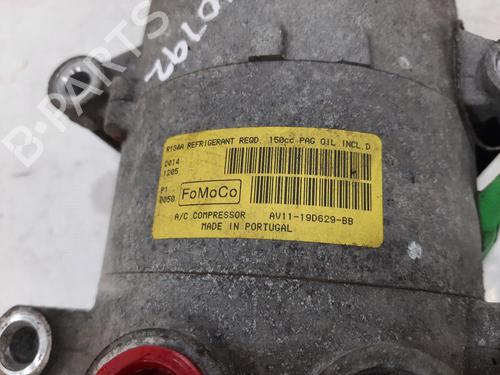 R134A REFRIGERANT REQD. 150cc PAG OIL INCL.D
2014
1205
P1
0050
FoMoCo
A/C COMPRESSOR AV11-19D629-BB
MADE IN PORTUGAL
B-PARTS